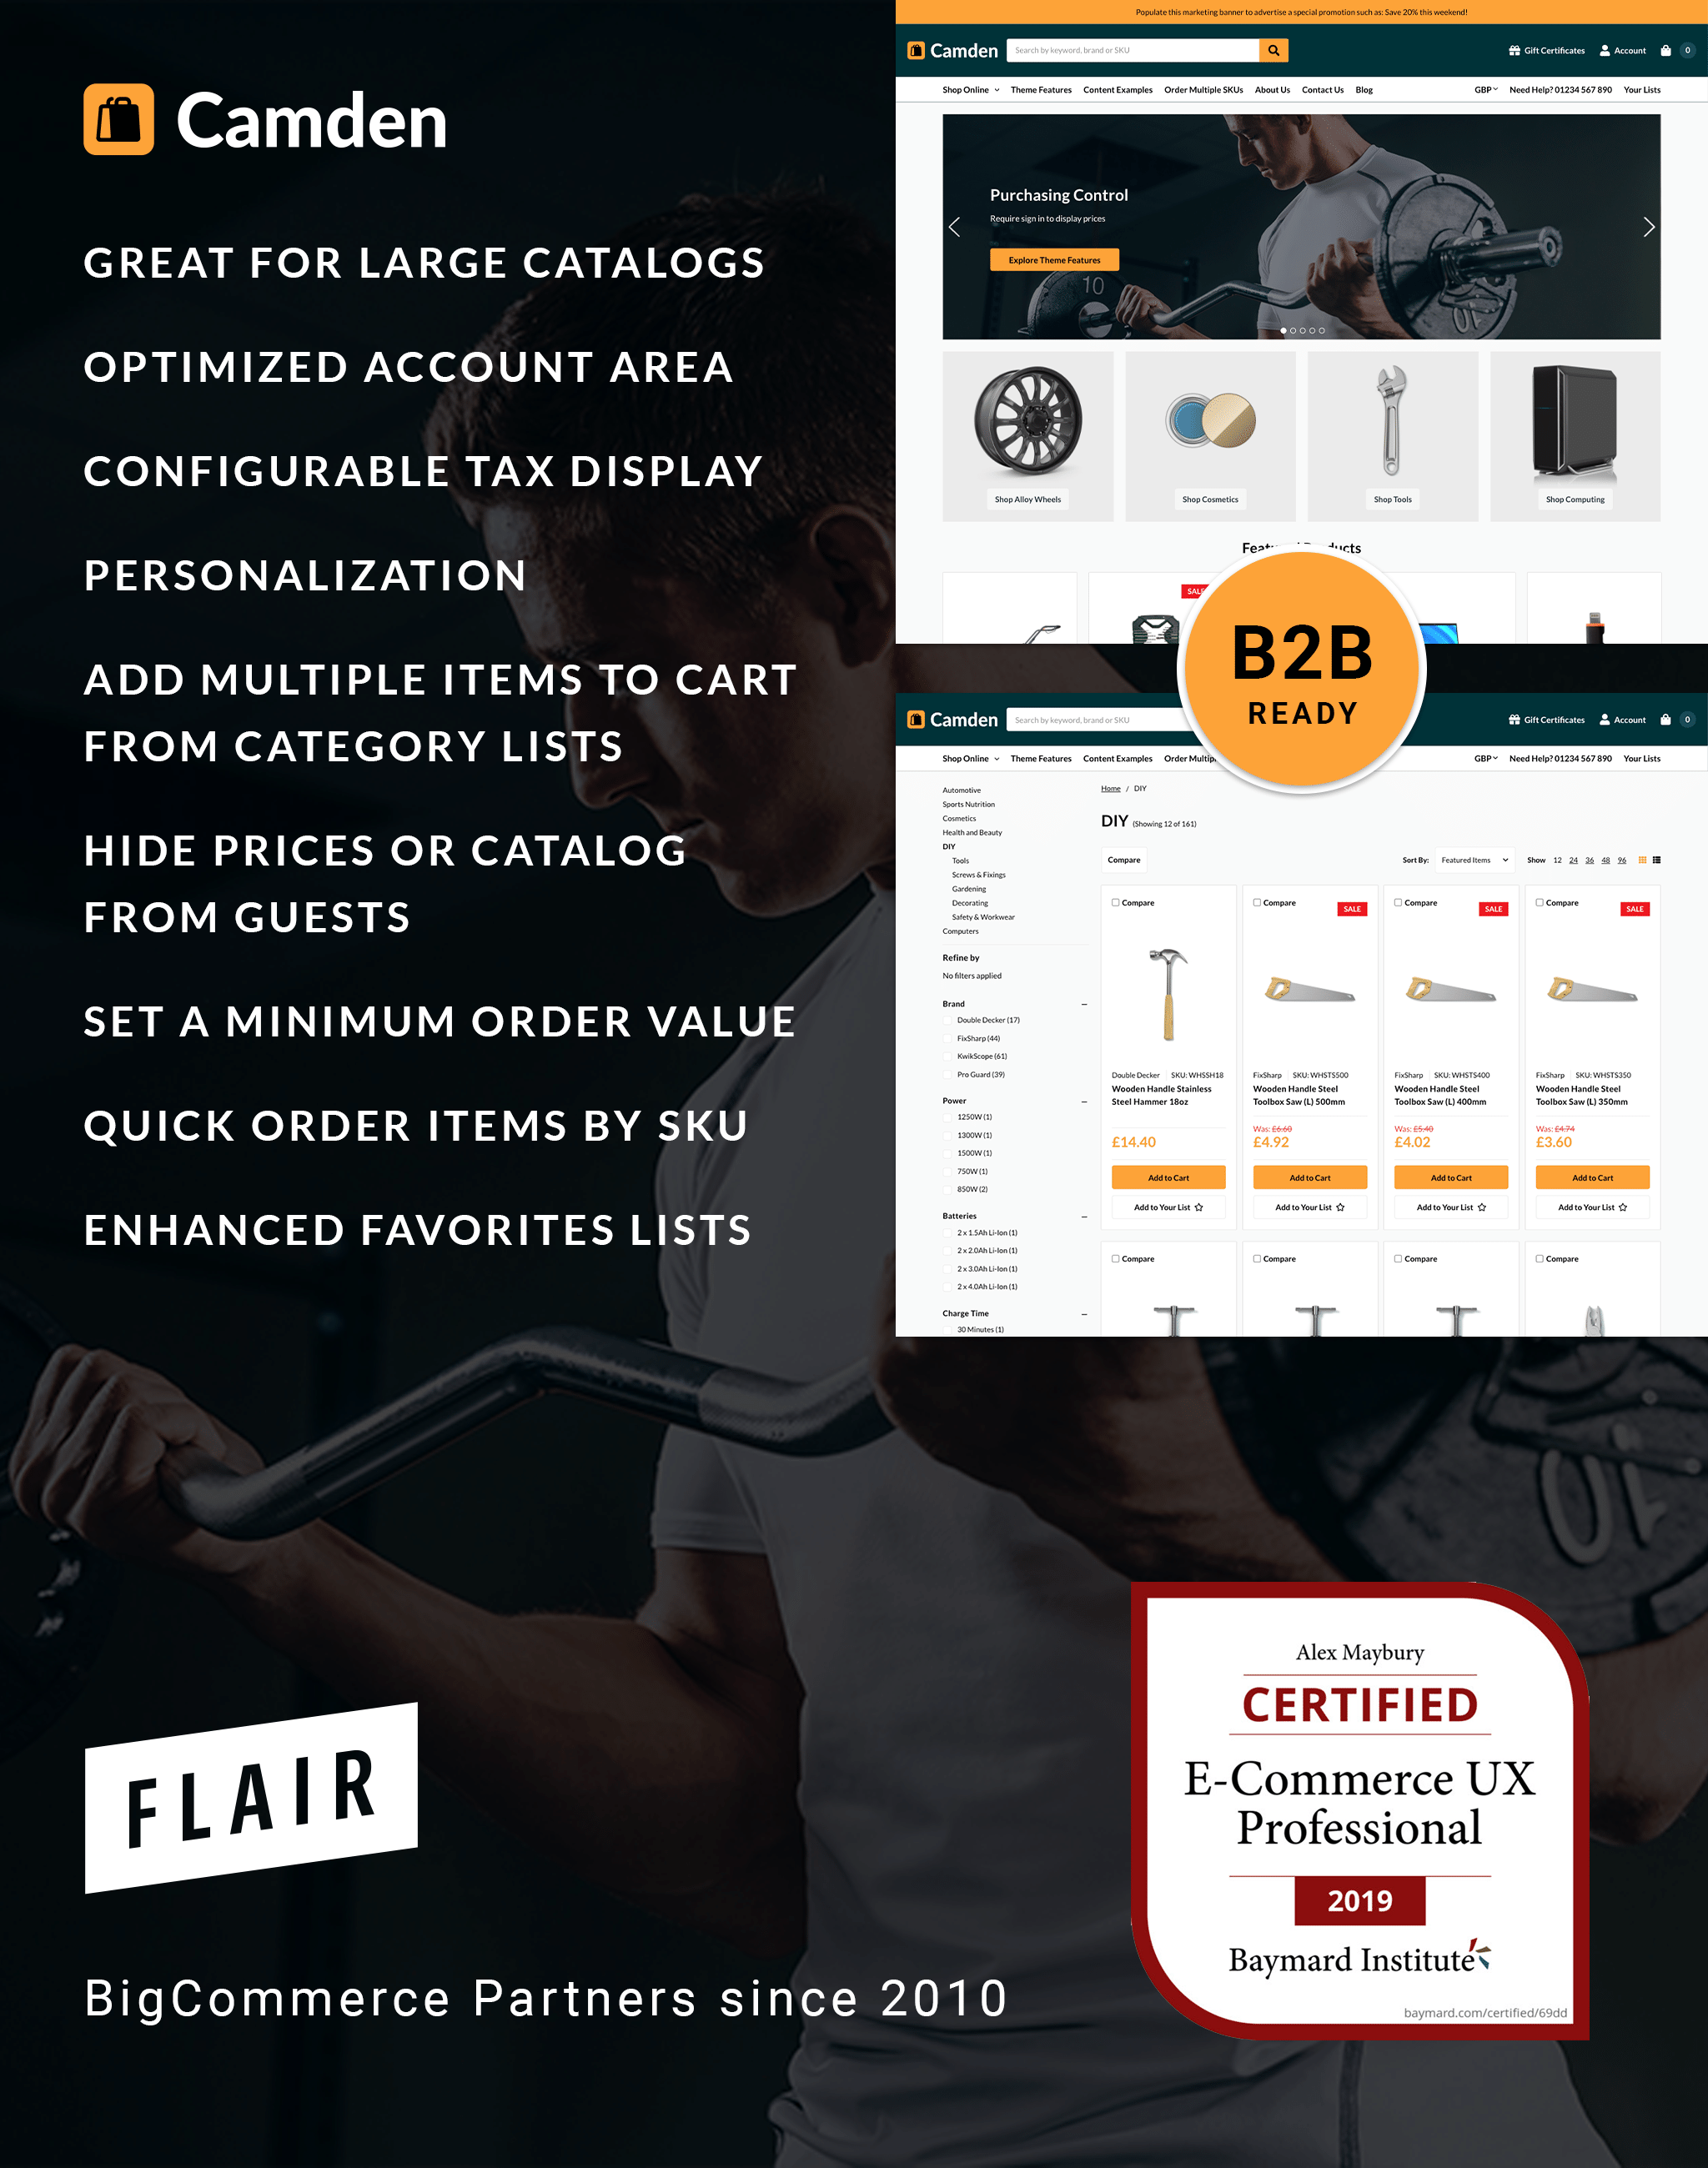 Camden
GREAT FOR LARGE CATALOGS
OPTIMIZED ACCOUNT AREA
CONFIGURABLE TAX DISPLAY
PERSONALIZATION
ADD MULTIPLE ITEMS TO CART
FROM CATEGORY LISTS
HIDE PRICES OR CATALOG
FROM GUESTS
SET A MINIMUM ORDER VALUE
QUICK ORDER ITEMS BY SKU
ENHANCED FAVORITES LISTS
FLAIR
BigCommerce Partners since 2010
Populate this marketing banner to advertise a special promotion such as: Save 20% this weekend!
Camden Search by keyword, brand or SKU Gift Certificates Account 0
Shop Online Theme Features Content Examples Order Multiple SKUs About Us Contact Us Blog GBP Need Help? 01234 567 890 Your Lists
Purchasing Control
Require sign in to display prices
Explore Theme Features
10
10
Shop Alloy Wheels Shop Cosmetics Shop Tools Shop Computing
Featured Products
SALE
B2B
READY
Camden Search by keyword, brand or SKU Gift Certificates Account 0
Shop Online Theme Features Content Examples Order Multip GBP Need Help? 01234 567 890 Your Lists
Automotive
Sports Nutrition
Cosmetics
Health and Beauty
DIY
Tools
Screws & Fixings
Gardening
Decorating
Safety & Workwear
Computers
Refine by
No filters applied
Brand
Double Decker (17)
FixSharp (44)
KwikScope (61)
Pro Guard (39)
Power
1250W (1)
1300W (1)
1500W (1)
750W (1)
850W (2)
Batteries
2 x 1.5Ah Li-Ion (1)
2 x 2.0Ah Li-Ion (1)
2 x 3.0Ah Li-Ion (1)
2 x 4.0Ah Li-Ion (1)
Charge Time
30 Minutes (1)
Home / DIY
DIY (Showing 12 of 161)
Compare Sort By: Featured Items Show 12 24 36 48 96
Compare
Double Decker SKU: WHSSH18
Wooden Handle Stainless
Steel Hammer 18oz
£14.40
Add to Cart
Add to Your List
Compare SALE
FixSharp SKU: WHSTS500
Wooden Handle Steel
Toolbox Saw (L) 500mm
Was: £6.60
£4.92
Add to Cart
Add to Your List
Compare SALE
FixSharp SKU: WHSTS400
Wooden Handle Steel
Toolbox Saw (L) 400mm
Was: £5.40
£4.02
Add to Cart
Add to Your List
Compare SALE
FixSharp SKU: WHSTS350
Wooden Handle Steel
Toolbox Saw (L) 350mm
Was: £4.74
£3.60
Add to Cart
Add to Your List
Compare Compare Compare Compare
10
Alex Maybury
CERTIFIED
E-Commerce UX
Professional
2019
Baymard Institute
baymard.com/certified/69dd